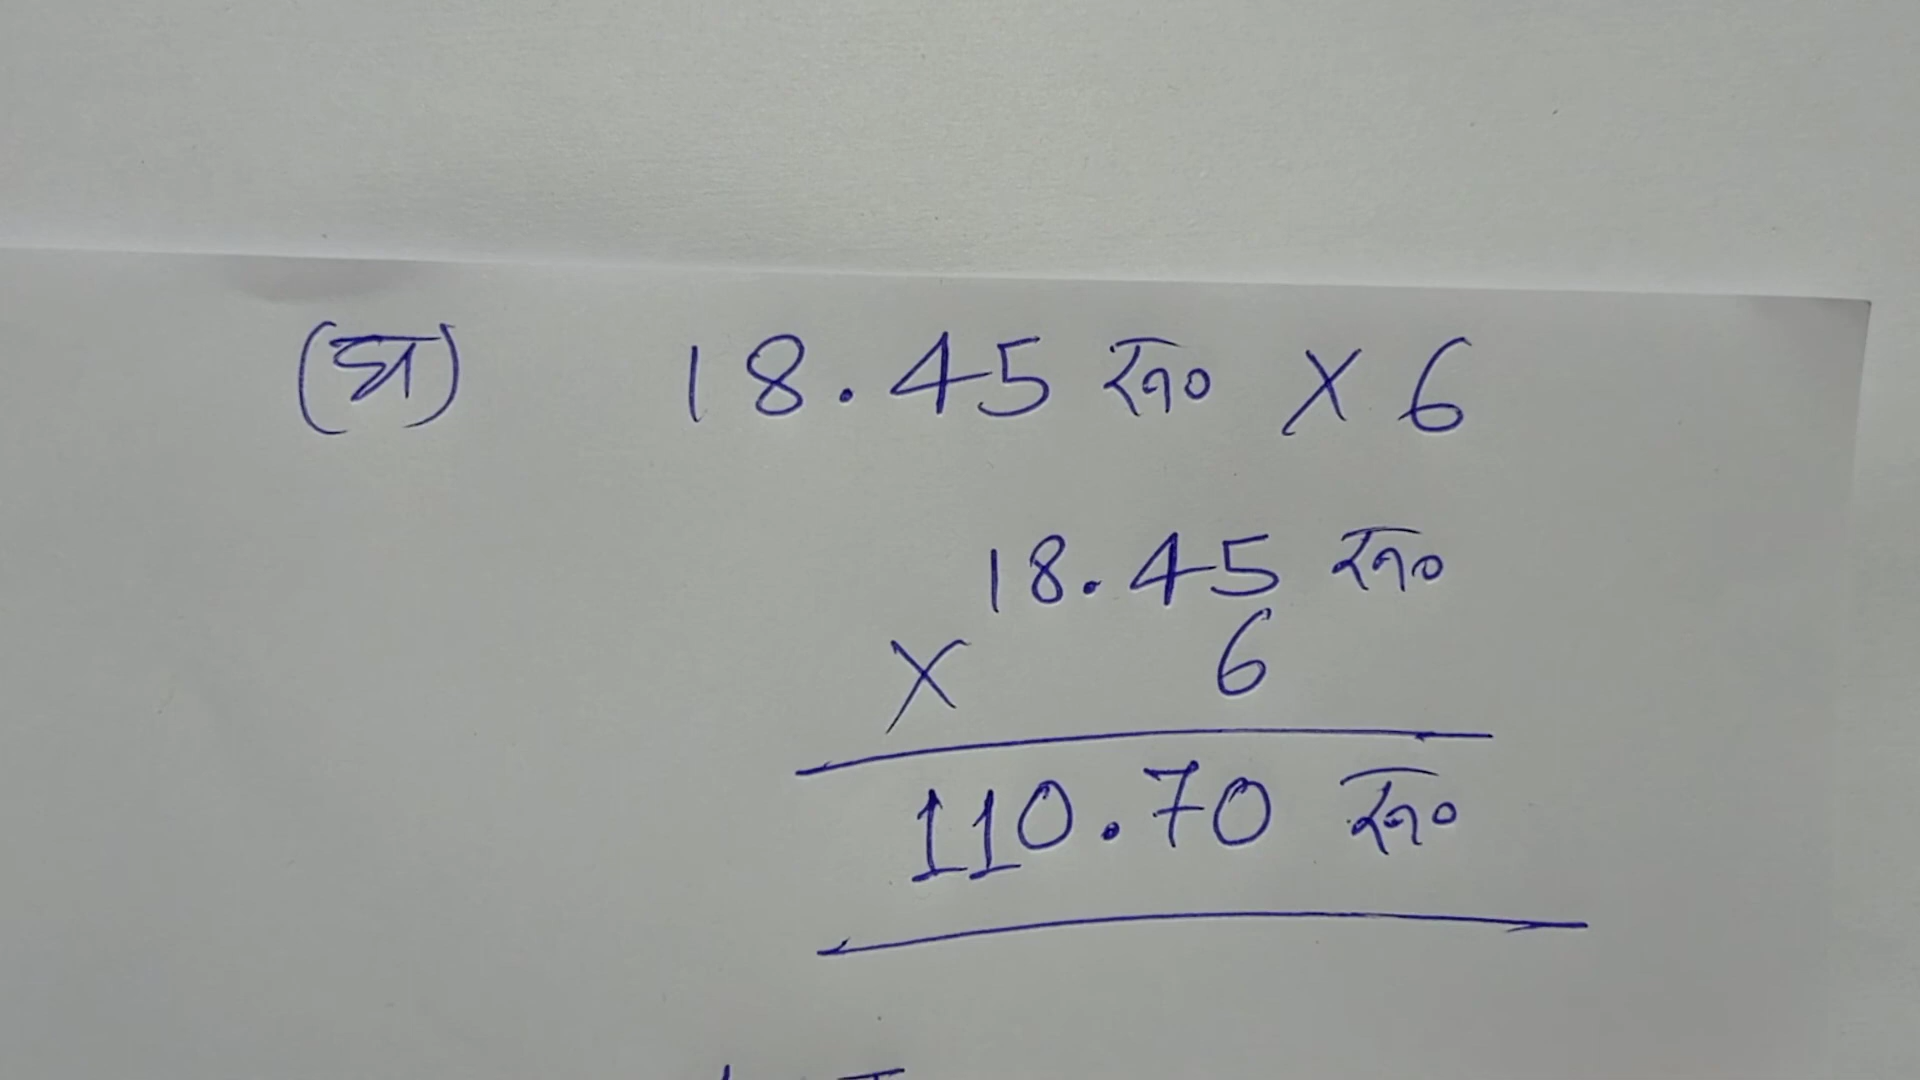 (घ) 18.45 रू० × 6
18.45 रू०
× 6
110.70 रू०